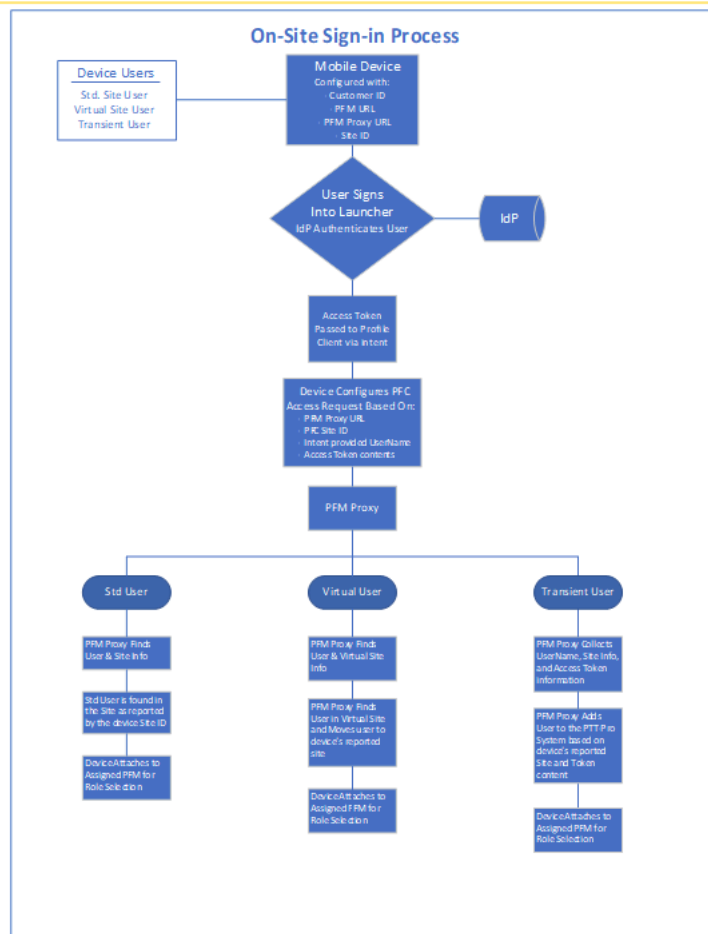 On-Site Sign-in Process
Device Users
Std. Site User
Virtual Site User
Transient User
Mobile Device
Configured with:
· Customer ID
· PFM URL
· PFM Proxy URL
· Site ID
User Signs
Into Launcher
IdP Authenticates User
IdP
Access Token
Passed to Profile
Client via Intent
Device Configures PFC
Access Request Based On:
· PFM Proxy URL
· PFC Site ID
· Intent provided UserName
· Access Token contents
PFM Proxy
Std User
PFM Proxy Finds
User & Site Info
Std User is found in
the Site as reported
by the device Site ID
Device Attaches to
Assigned PFM for
Role Selection
Virtual User
PFM Proxy Finds
User & Virtual Site
Info
PFM Proxy Finds
User in Virtual Site
and Moves user to
device's reported
site
Device Attaches to
Assigned PFM for
Role Selection
Transient User
PFM Proxy Collects
UserName, Site Info,
and Access Token
Information
PFM Proxy Adds
User to the PTT-Pro
System based on
device's reported
Site and Token
content
Device Attaches to
Assigned PFM for
Role Selection